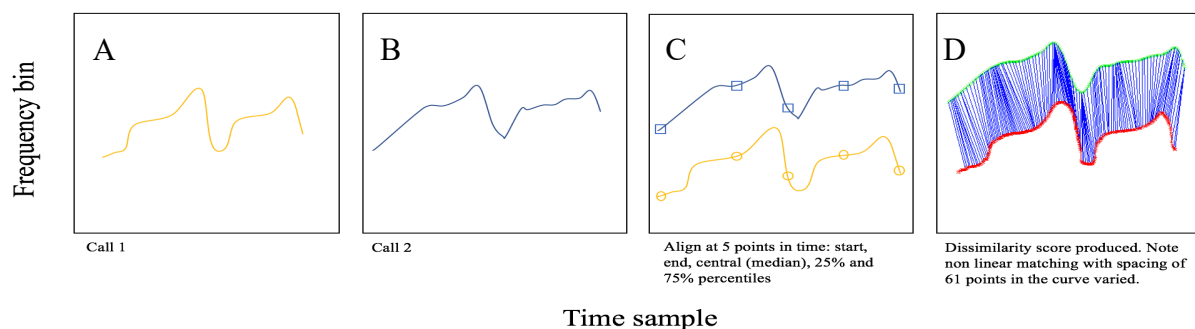 Frequency bin
A
B
C
D
Call 1
Call 2
Align at 5 points in time: start,
end, central (median), 25% and
75% percentiles
Dissimilarity score produced. Note
non linear matching with spacing of
61 points in the curve varied.
Time sample